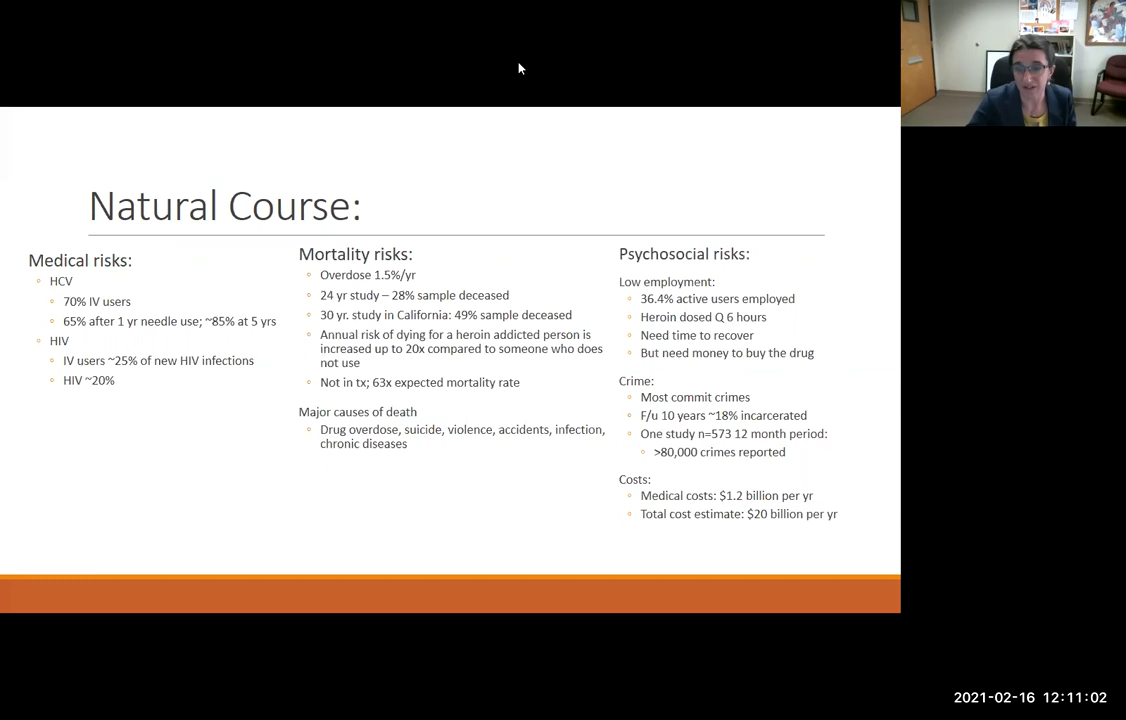 Natural Course:
Medical risks:
HCV
70% IV users
65% after 1 yr needle use; ~85% at 5 yrs
HIV
IV users ~25% of new HIV infections
HIV ~20%
Mortality risks:
Overdose 1.5%/yr
24 yr study – 28% sample deceased
30 yr. study in California: 49% sample deceased
Annual risk of dying for a heroin addicted person is
increased up to 20x compared to someone who does
not use
Not in tx; 63x expected mortality rate
Major causes of death
Drug overdose, suicide, violence, accidents, infection,
chronic diseases
Psychosocial risks:
Low employment:
36.4% active users employed
Heroin dosed Q 6 hours
Need time to recover
But need money to buy the drug
Crime:
Most commit crimes
F/u 10 years ~18% incarcerated
One study n=573 12 month period:
>80,000 crimes reported
Costs:
Medical costs: $1.2 billion per yr
Total cost estimate: $20 billion per yr
2021-02-16 12:11:02